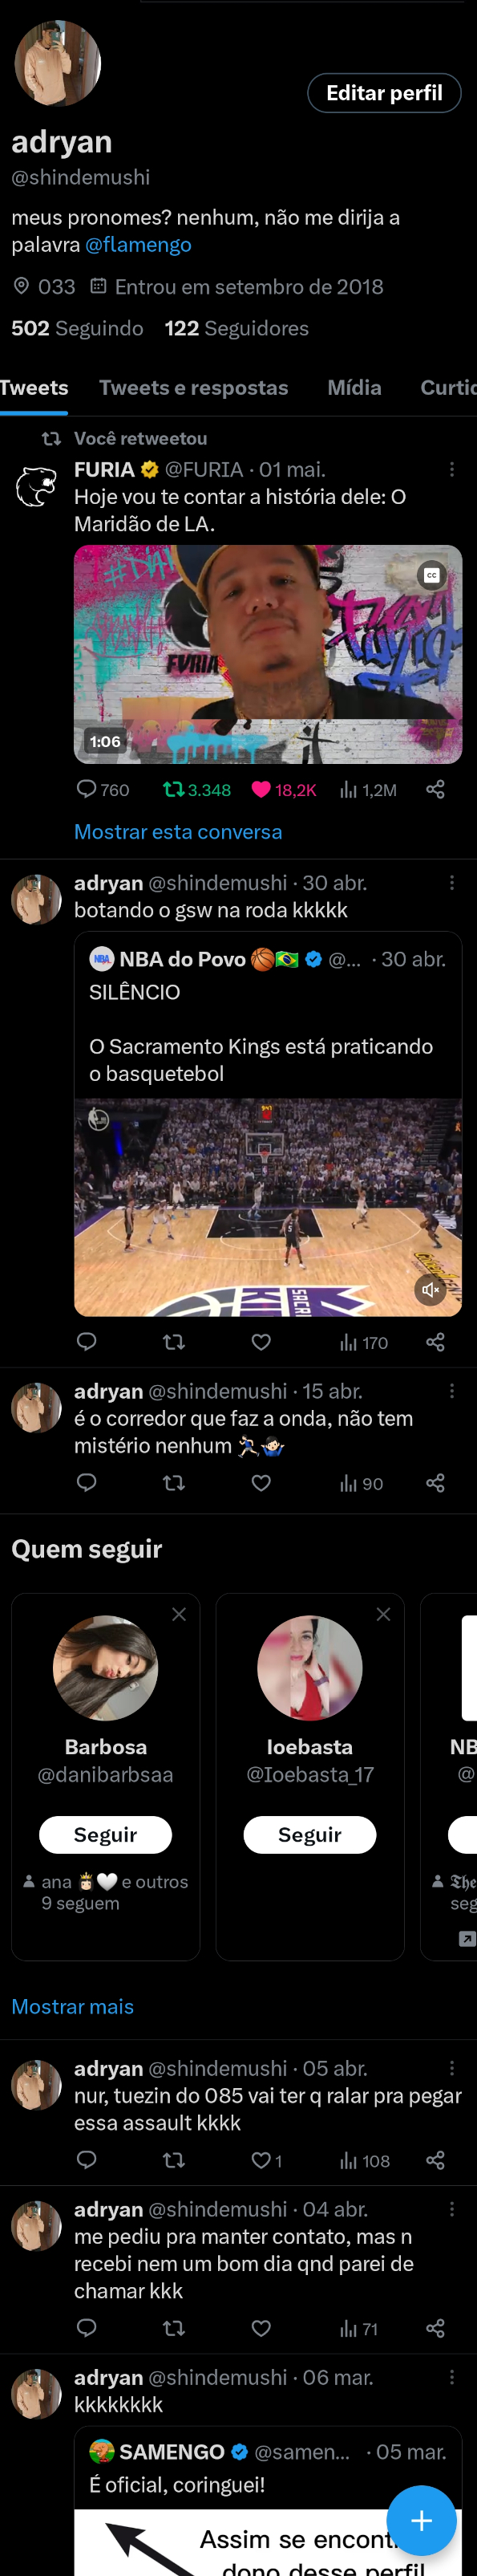 Editar perfil
adryan
@shindemushi
meus pronomes? nenhum, não me dirija a
palavra @flamengo
033 Entrou em setembro de 2018
502 Seguindo 122 Seguidores
Tweets Tweets e respostas Mídia Curtid
Você retweetou
FURIA @FURIA · 01 mai.
Hoje vou te contar a história dele: O
Maridão de LA.
CC
FURIA
1:06
760 3.348 18,2K 1,2M
Mostrar esta conversa
adryan @shindemushi · 30 abr.
botando o gsw na roda kkkkk
NBA
NBA do Povo 🏀🇧🇷 @... · 30 abr.
SILÊNCIO
O Sacramento Kings está praticando
o basquetebol
SACRA
170
adryan @shindemushi · 15 abr.
é o corredor que faz a onda, não tem
mistério nenhum 🏃🏻🤷🏻‍♂️
90
Quem seguir
Barbosa
@danibarbsaa
Seguir
ana 👸🏻🤍 e outros
9 seguem
Ioebasta
@Ioebasta_17
Seguir
NB
@
The
seg
Mostrar mais
adryan @shindemushi · 05 abr.
nur, tuezin do 085 vai ter q ralar pra pegar
essa assault kkkk
1 108
adryan @shindemushi · 04 abr.
me pediu pra manter contato, mas n
recebi nem um bom dia qnd parei de
chamar kkk
71
adryan @shindemushi · 06 mar.
kkkkkkkk
SAMENGO @samen... · 05 mar.
É oficial, coringuei!
Assim se encont
dono desse perfil